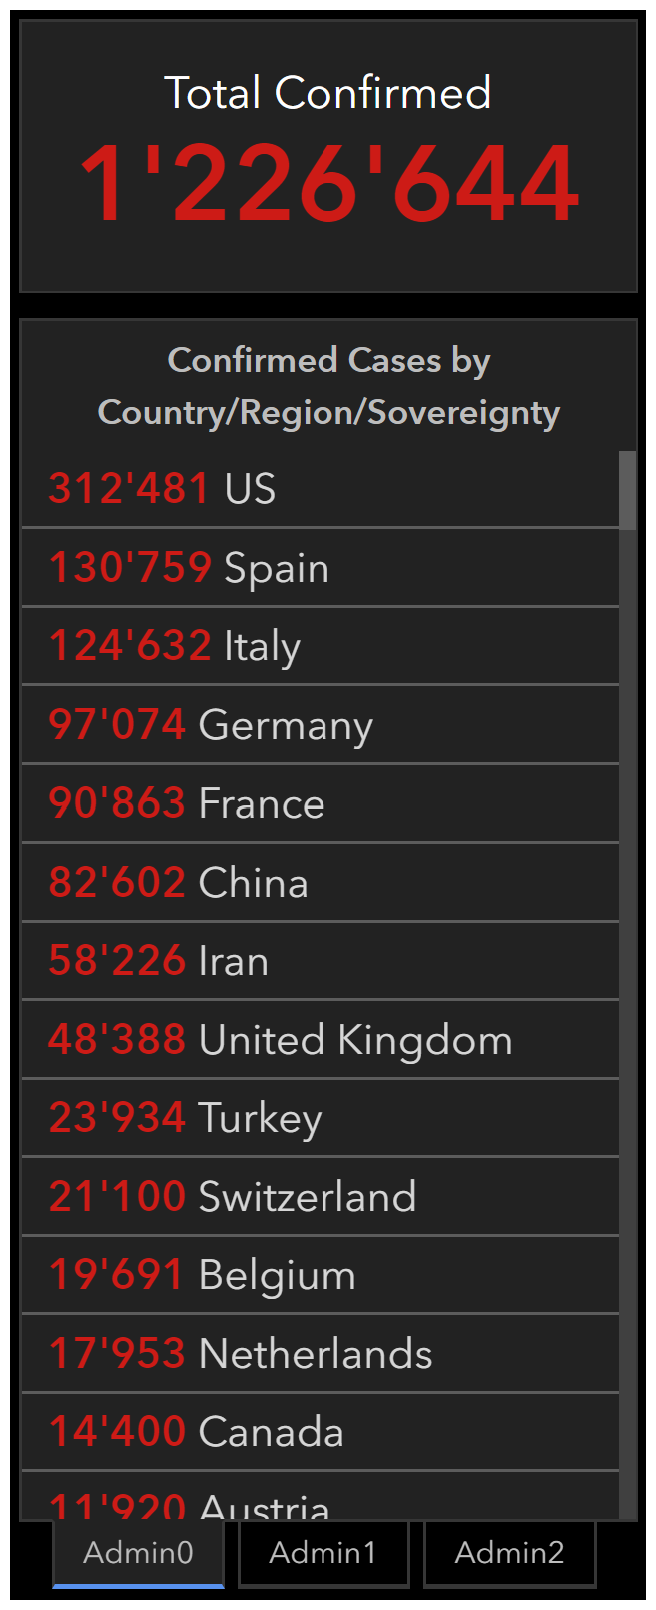 Total Confirmed
1'226'644
Confirmed Cases by
Country/Region/Sovereignty
312'481 US
130'759 Spain
124'632 Italy
97'074 Germany
90'863 France
82'602 China
58'226 Iran
48'388 United Kingdom
23'934 Turkey
21'100 Switzerland
19'691 Belgium
17'953 Netherlands
14'400 Canada
11'920 Austria
Admin0 Admin1 Admin2